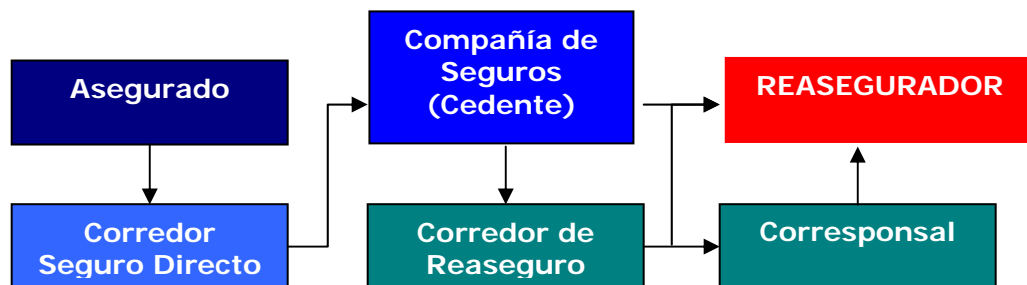 Asegurado
Compañía de
Seguros
(Cedente)
REASEGURADOR
Corredor
Seguro Directo
Corredor de
Reaseguro
Corresponsal